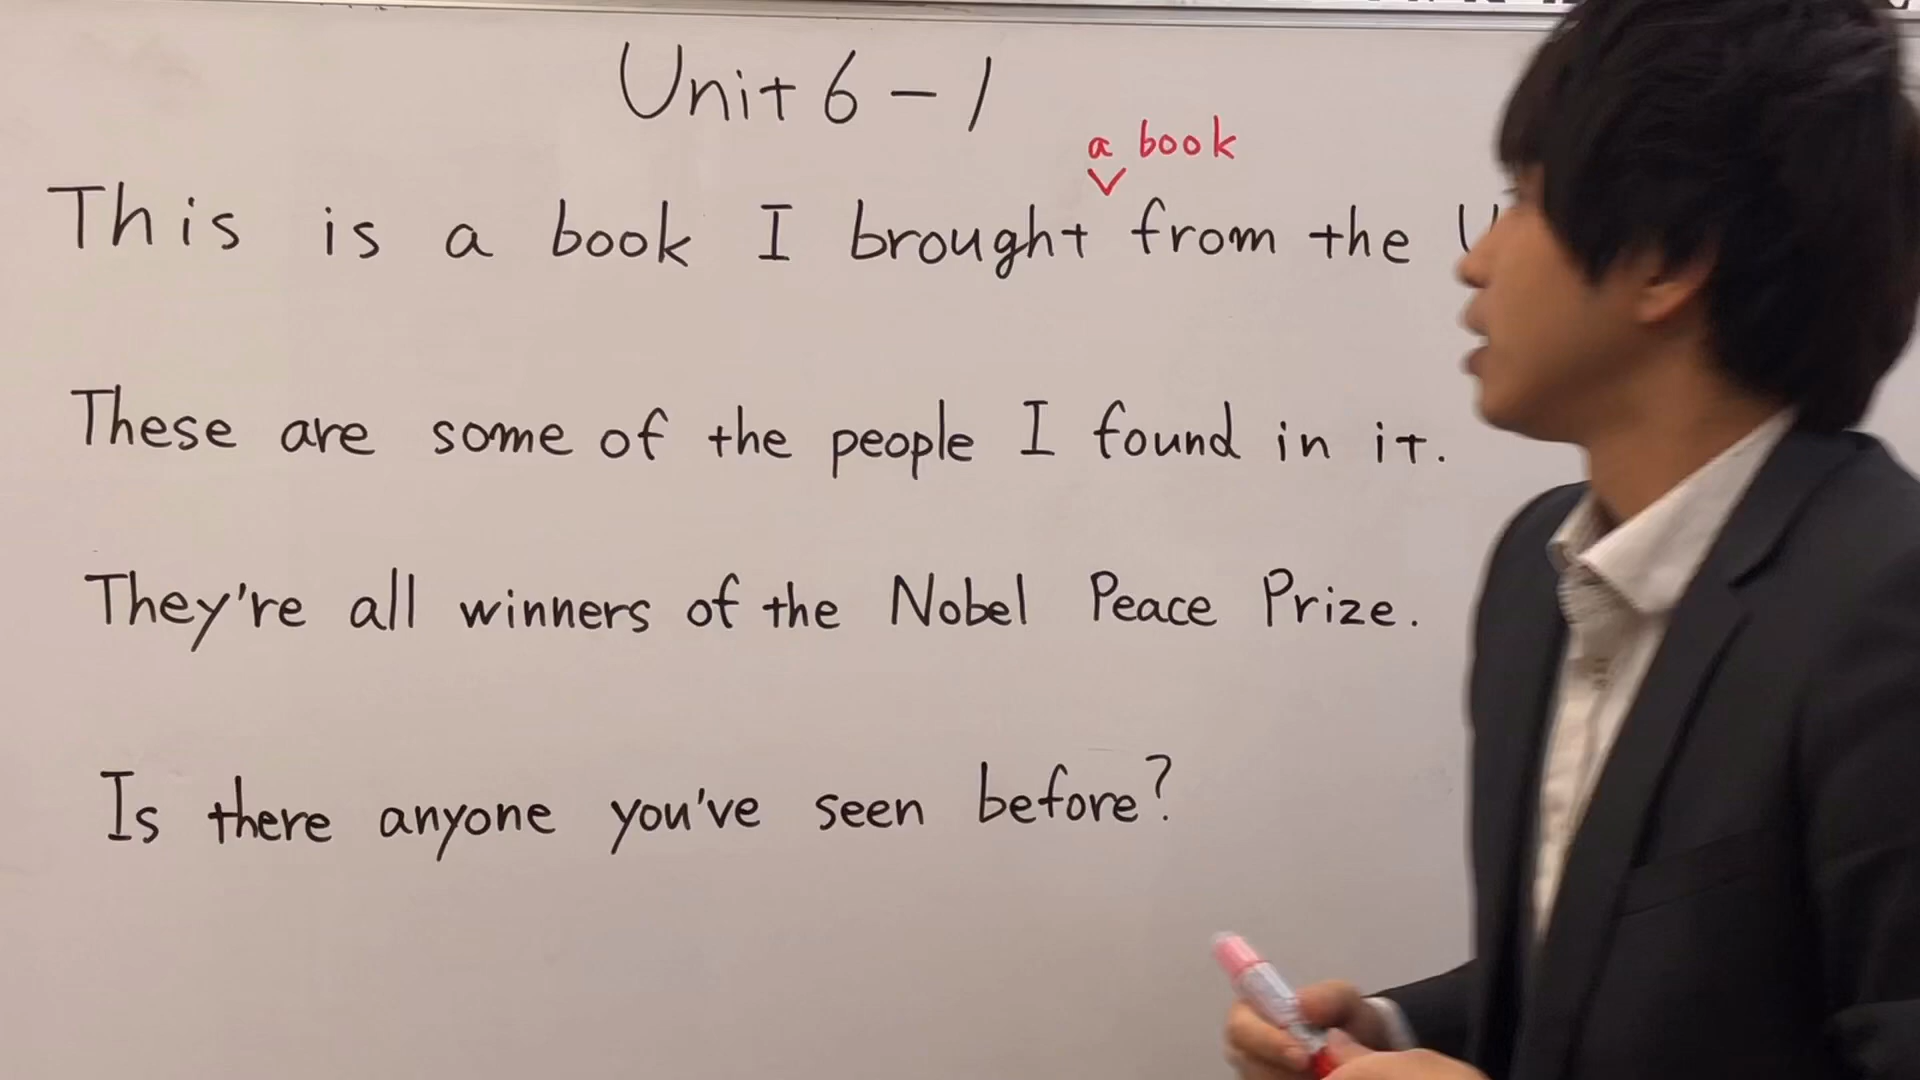 Unit 6-1
a book
This is a book I brought from the
These are some of the people I found in it.
They're all winners of the Nobel Peace Prize.
Is there anyone you've seen before?